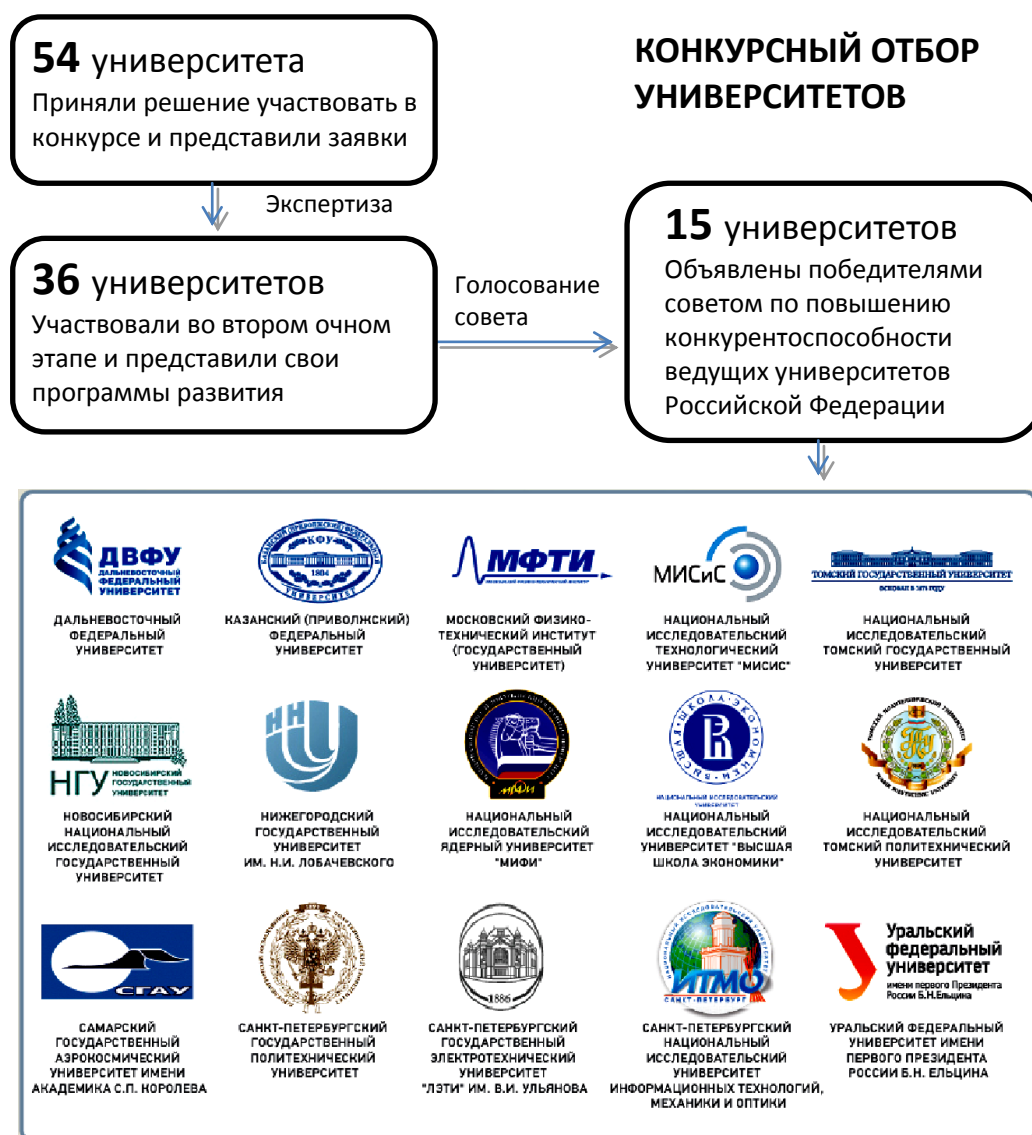 54 университета
Приняли решение участвовать в
конкурсе и представили заявки
КОНКУРСНЫЙ ОТБОР
УНИВЕРСИТЕТОВ
Экспертиза
36 университетов
Участвовали во втором очном
этапе и представили свои
программы развития
Голосование
совета
15 университетов
Объявлены победителями
советом по повышению
конкурентоспособности
ведущих университетов
Российской Федерации
ДВФУ
ДАЛЬНЕВОСТОЧНЫЙ
ФЕДЕРАЛЬНЫЙ
УНИВЕРСИТЕТ
КФУ
1804
УНИВЕРСИТЕТ
МФТИ
МИСиС
ТОМСКИЙ ГОСУДАРСТВЕННЫЙ УНИВЕРСИТЕТ
ДАЛЬНЕВОСТОЧНЫЙ
ФЕДЕРАЛЬНЫЙ
УНИВЕРСИТЕТ
КАЗАНСКИЙ (ПРИВОЛЖСКИЙ)
ФЕДЕРАЛЬНЫЙ
УНИВЕРСИТЕТ
МОСКОВСКИЙ ФИЗИКО-
ТЕХНИЧЕСКИЙ ИНСТИТУТ
(ГОСУДАРСТВЕННЫЙ
УНИВЕРСИТЕТ)
НАЦИОНАЛЬНЫЙ
ИССЛЕДОВАТЕЛЬСКИЙ
ТЕХНОЛОГИЧЕСКИЙ
УНИВЕРСИТЕТ "МИСИС"
НАЦИОНАЛЬНЫЙ
ИССЛЕДОВАТЕЛЬСКИЙ
ТОМСКИЙ ГОСУДАРСТВЕННЫЙ
УНИВЕРСИТЕТ
НГУ
НОВОСИБИРСКИЙ
ГОСУДАРСТВЕННЫЙ
УНИВЕРСИТЕТ
ННГУ
МИФИ
ВЫСШАЯ ШКОЛА ЭКОНОМИКИ
НАЦИОНАЛЬНЫЙ ИССЛЕДОВАТЕЛЬСКИЙ
УНИВЕРСИТЕТ
НОВОСИБИРСКИЙ
НАЦИОНАЛЬНЫЙ
ИССЛЕДОВАТЕЛЬСКИЙ
ГОСУДАРСТВЕННЫЙ
УНИВЕРСИТЕТ
НИЖЕГОРОДСКИЙ
ГОСУДАРСТВЕННЫЙ
УНИВЕРСИТЕТ
ИМ. Н.И. ЛОБАЧЕВСКОГО
НАЦИОНАЛЬНЫЙ
ИССЛЕДОВАТЕЛЬСКИЙ
ЯДЕРНЫЙ УНИВЕРСИТЕТ
"МИФИ"
НАЦИОНАЛЬНЫЙ
ИССЛЕДОВАТЕЛЬСКИЙ
УНИВЕРСИТЕТ "ВЫСШАЯ
ШКОЛА ЭКОНОМИКИ"
НАЦИОНАЛЬНЫЙ
ИССЛЕДОВАТЕЛЬСКИЙ
ТОМСКИЙ ПОЛИТЕХНИЧЕСКИЙ
УНИВЕРСИТЕТ
СГАУ
1886
ИТМО
САНКТ-ПЕТЕРБУРГ
Уральский
федеральный
университет
имени первого Президента
России Б.Н.Ельцина
САМАРСКИЙ
ГОСУДАРСТВЕННЫЙ
АЭРОКОСМИЧЕСКИЙ
УНИВЕРСИТЕТ ИМЕНИ
АКАДЕМИКА С.П. КОРОЛЕВА
САНКТ-ПЕТЕРБУРГСКИЙ
ГОСУДАРСТВЕННЫЙ
ПОЛИТЕХНИЧЕСКИЙ
УНИВЕРСИТЕТ
САНКТ-ПЕТЕРБУРГСКИЙ
ГОСУДАРСТВЕННЫЙ
ЭЛЕКТРОТЕХНИЧЕСКИЙ
УНИВЕРСИТЕТ
"ЛЭТИ" ИМ. В.И. УЛЬЯНОВА
САНКТ-ПЕТЕРБУРГСКИЙ
НАЦИОНАЛЬНЫЙ
ИССЛЕДОВАТЕЛЬСКИЙ
УНИВЕРСИТЕТ
ИНФОРМАЦИОННЫХ ТЕХНОЛОГИЙ,
МЕХАНИКИ И ОПТИКИ
УРАЛЬСКИЙ ФЕДЕРАЛЬНЫЙ
УНИВЕРСИТЕТ ИМЕНИ
ПЕРВОГО ПРЕЗИДЕНТА
РОССИИ Б.Н. ЕЛЬЦИНА